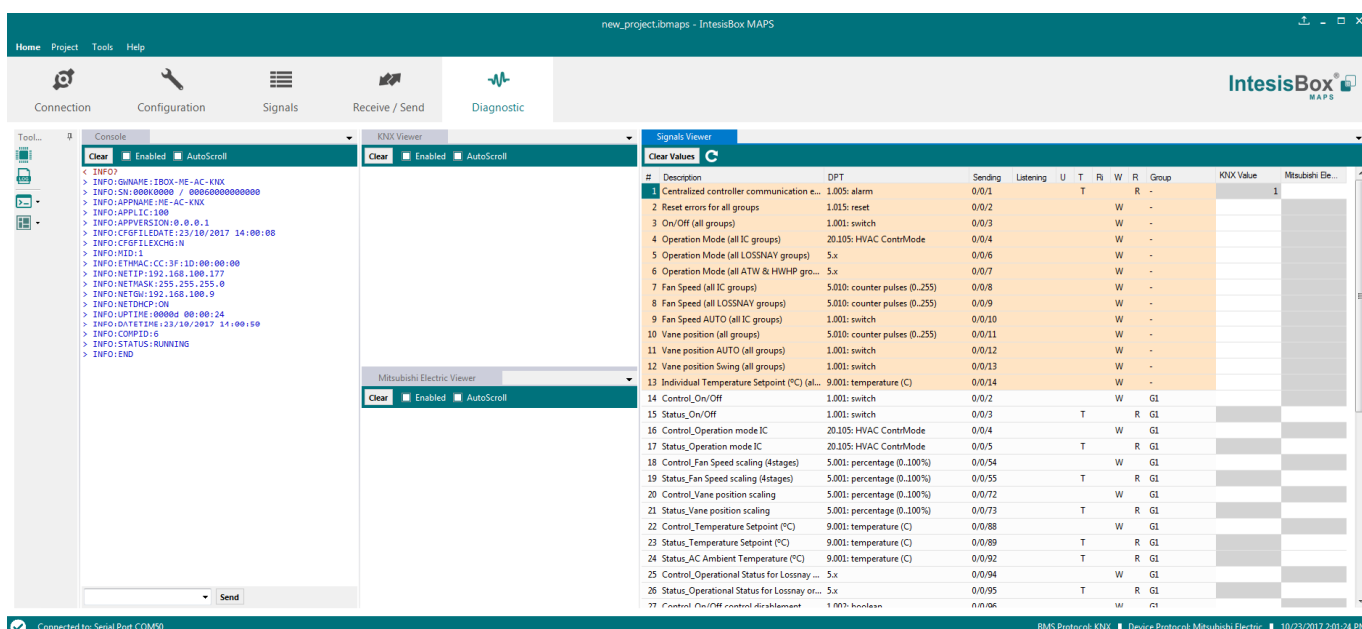 new_project.ibmaps - IntesisBox MAPS
Home Project Tools Help
Connection Configuration Signals Receive / Send Diagnostic
IntesisBox®
MAPS
Tool...
Console
Clear Enabled AutoScroll
< INFO?
> INFO:GWNAME:IBOX-ME-AC-KNX
> INFO:SN:000K0000 / 00060000000000
> INFO:APPNAME:ME-AC-KNX
> INFO:APPLIC:100
> INFO:APPVERSION:0.0.0.1
> INFO:CFGFILEDATE:23/10/2017 14:00:08
> INFO:CFGFILEXCHG:N
> INFO:MID:1
> INFO:ETHMAC:CC:3F:1D:00:00:00
> INFO:NETIP:192.168.100.177
> INFO:NETMASK:255.255.255.0
> INFO:NETGW:192.168.100.9
> INFO:NETDHCP:ON
> INFO:UPTIME:0000d 00:00:24
> INFO:DATETIME:23/10/2017 14:00:50
> INFO:COMPID:6
> INFO:STATUS:RUNNING
> INFO:END
Send
KNX Viewer
Clear Enabled AutoScroll
Mitsubishi Electric Viewer
Clear Enabled AutoScroll
Signals Viewer
Clear Values
# Description DPT Sending Listening U T Ri W R Group KNX Value Mitsubishi Ele...
1 Centralized controller communication e... 1.005: alarm 0/0/1 T R - 1
2 Reset errors for all groups 1.015: reset 0/0/2 W -
3 On/Off (all groups) 1.001: switch 0/0/3 W -
4 Operation Mode (all IC groups) 20.105: HVAC ContrMode 0/0/4 W -
5 Operation Mode (all LOSSNAY groups) 5.x 0/0/6 W -
6 Operation Mode (all ATW & HWHP gro... 5.x 0/0/7 W -
7 Fan Speed (all IC groups) 5.010: counter pulses (0..255) 0/0/8 W -
8 Fan Speed (all LOSSNAY groups) 5.010: counter pulses (0..255) 0/0/9 W -
9 Fan Speed AUTO (all IC groups) 1.001: switch 0/0/10 W -
10 Vane position (all groups) 5.010: counter pulses (0..255) 0/0/11 W -
11 Vane position AUTO (all groups) 1.001: switch 0/0/12 W -
12 Vane position Swing (all groups) 1.001: switch 0/0/13 W -
13 Individual Temperature Setpoint (ºC) (al... 9.001: temperature (C) 0/0/14 W -
14 Control_On/Off 1.001: switch 0/0/2 W G1
15 Status_On/Off 1.001: switch 0/0/3 T R G1
16 Control_Operation mode IC 20.105: HVAC ContrMode 0/0/4 W G1
17 Status_Operation mode IC 20.105: HVAC ContrMode 0/0/5 T R G1
18 Control_Fan Speed scaling (4stages) 5.001: percentage (0..100%) 0/0/54 W G1
19 Status_Fan Speed scaling (4stages) 5.001: percentage (0..100%) 0/0/55 T R G1
20 Control_Vane position scaling 5.001: percentage (0..100%) 0/0/72 W G1
21 Status_Vane position scaling 5.001: percentage (0..100%) 0/0/73 T R G1
22 Control_Temperature Setpoint (ºC) 9.001: temperature (C) 0/0/88 W G1
23 Status_Temperature Setpoint (ºC) 9.001: temperature (C) 0/0/89 T R G1
24 Status_AC Ambient Temperature (ºC) 9.001: temperature (C) 0/0/92 T R G1
25 Control_Operational Status for Lossnay ... 5.x 0/0/94 W G1
26 Status_Operational Status for Lossnay or... 5.x 0/0/95 T R G1
27 Control_On/Off control disablement 1.002: boolean 0/0/96 W G1
Connected to: Serial Port COM50
BMS Protocol: KNX Device Protocol: Mitsubishi Electric 10/23/2017 2:01:24 PM